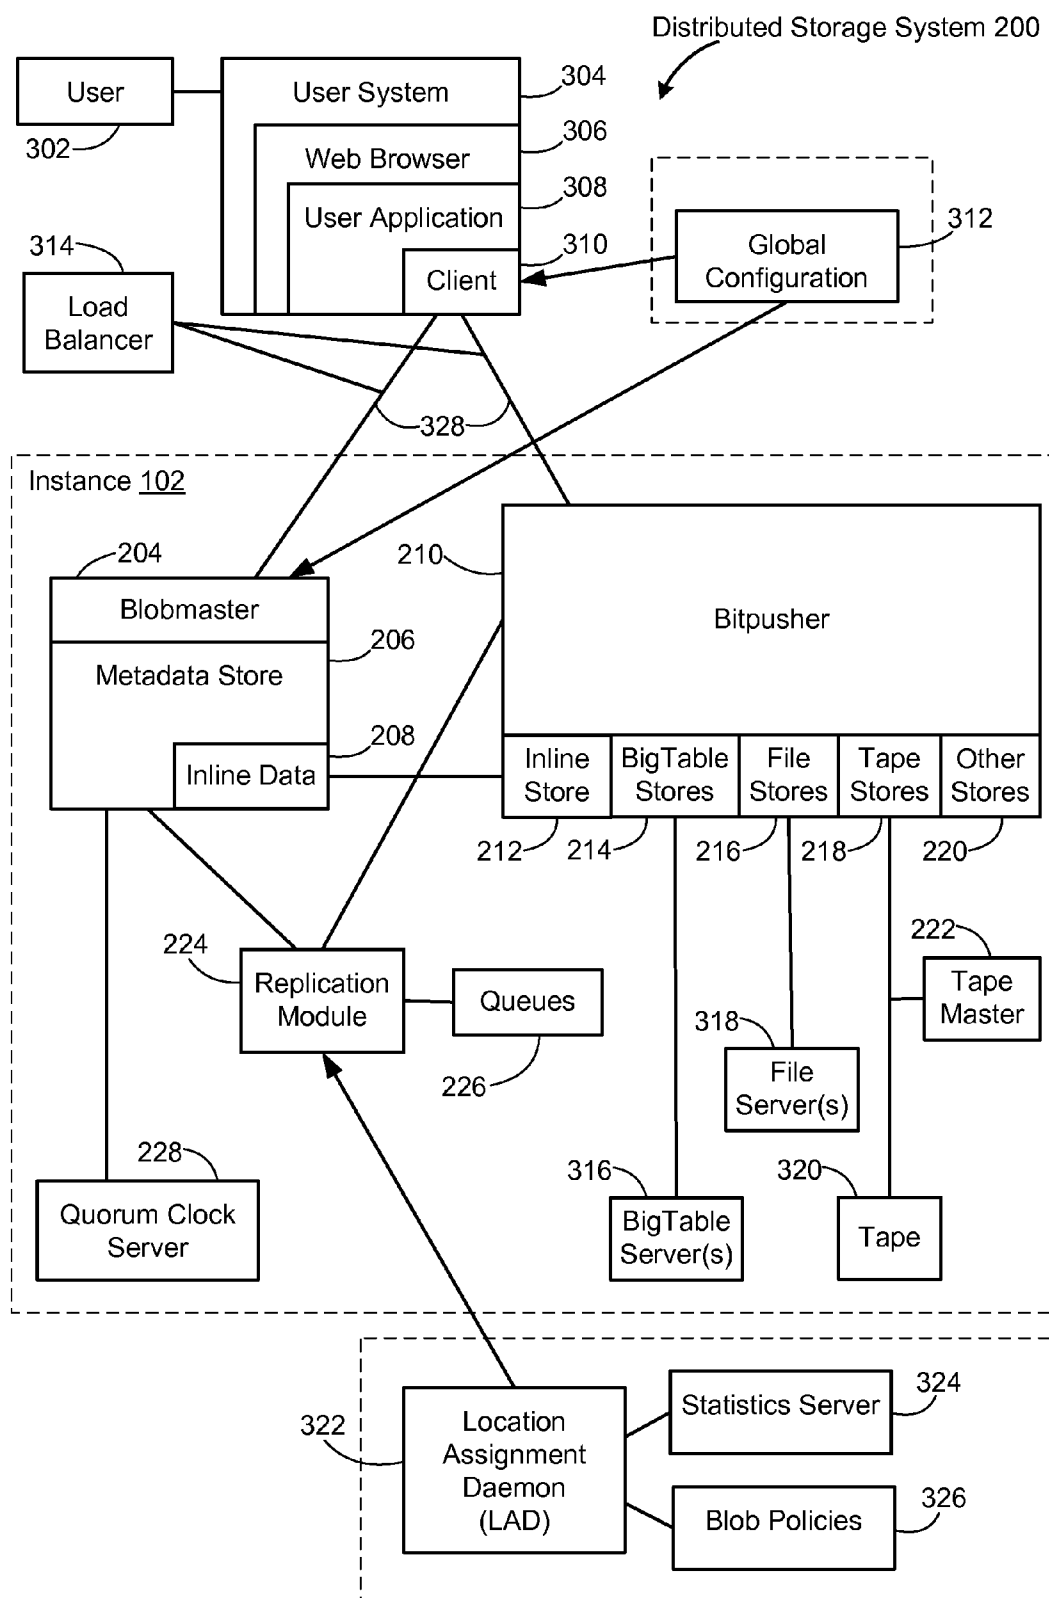 Distributed Storage System 200
User
302
User System
304
Web Browser
306
User Application
308
Client
310
Global
Configuration
312
314
Load
Balancer
328
Instance 102
204
Blobmaster
206
Metadata Store
208
Inline Data
210
Bitpusher
Inline
Store
BigTable
Stores
File
Stores
Tape
Stores
Other
Stores
212
214
216
218
220
224
Replication
Module
Queues
226
222
Tape
Master
318
File
Server(s)
228
Quorum Clock
Server
316
BigTable
Server(s)
320
Tape
322
Location
Assignment
Daemon
(LAD)
Statistics Server
324
Blob Policies
326